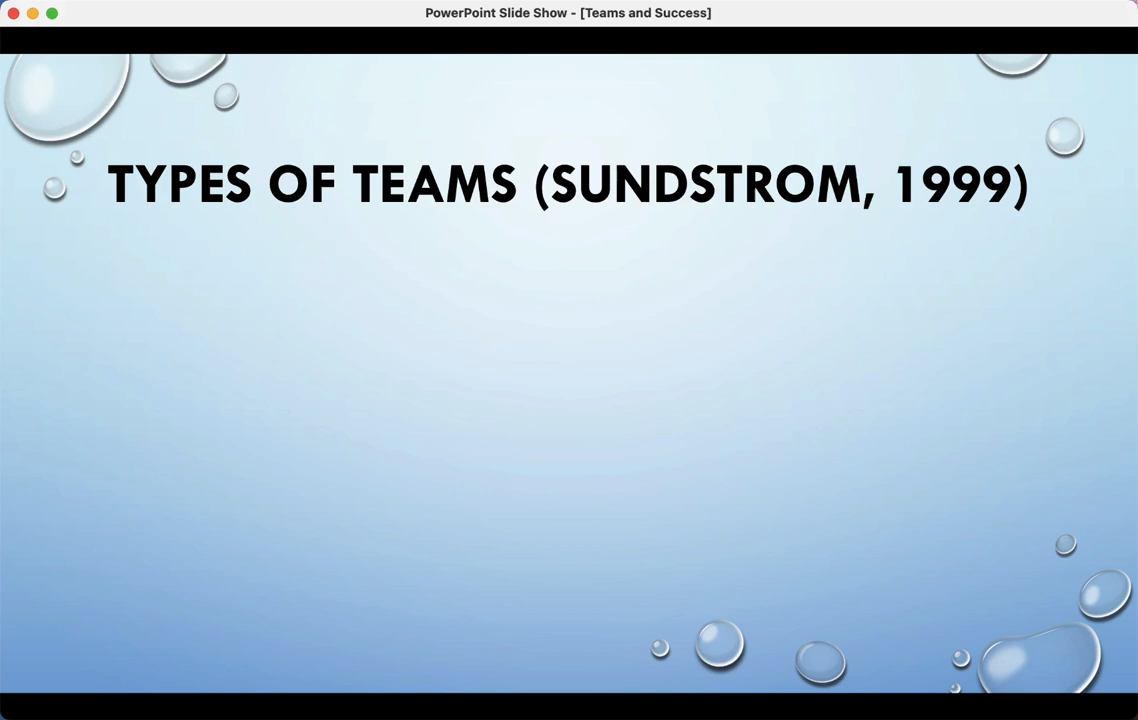 PowerPoint Slide Show - [Teams and Success]
TYPES OF TEAMS (SUNDSTROM, 1999)